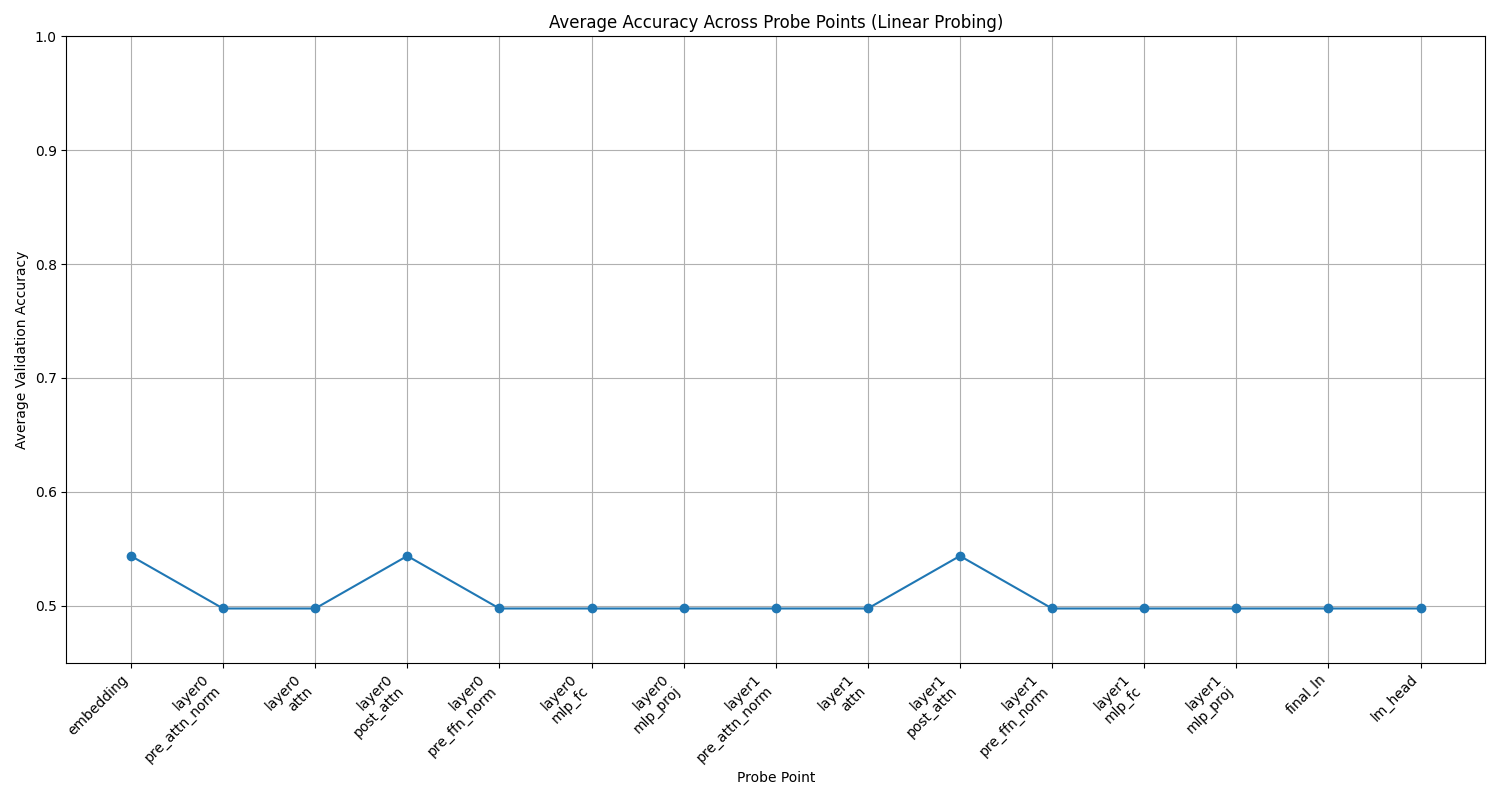 Average Accuracy Across Probe Points (Linear Probing)
Average Validation Accuracy
1.0
0.9
0.8
0.7
0.6
0.5
embedding
layer0
pre_attn_norm
layer0
attn
layer0
post_attn
layer0
pre_ffn_norm
layer0
mlp_fc
layer0
mlp_proj
layer1
pre_attn_norm
layer1
attn
layer1
post_attn
layer1
pre_ffn_norm
layer1
mlp_fc
layer1
mlp_proj
final_ln
lm_head
Probe Point